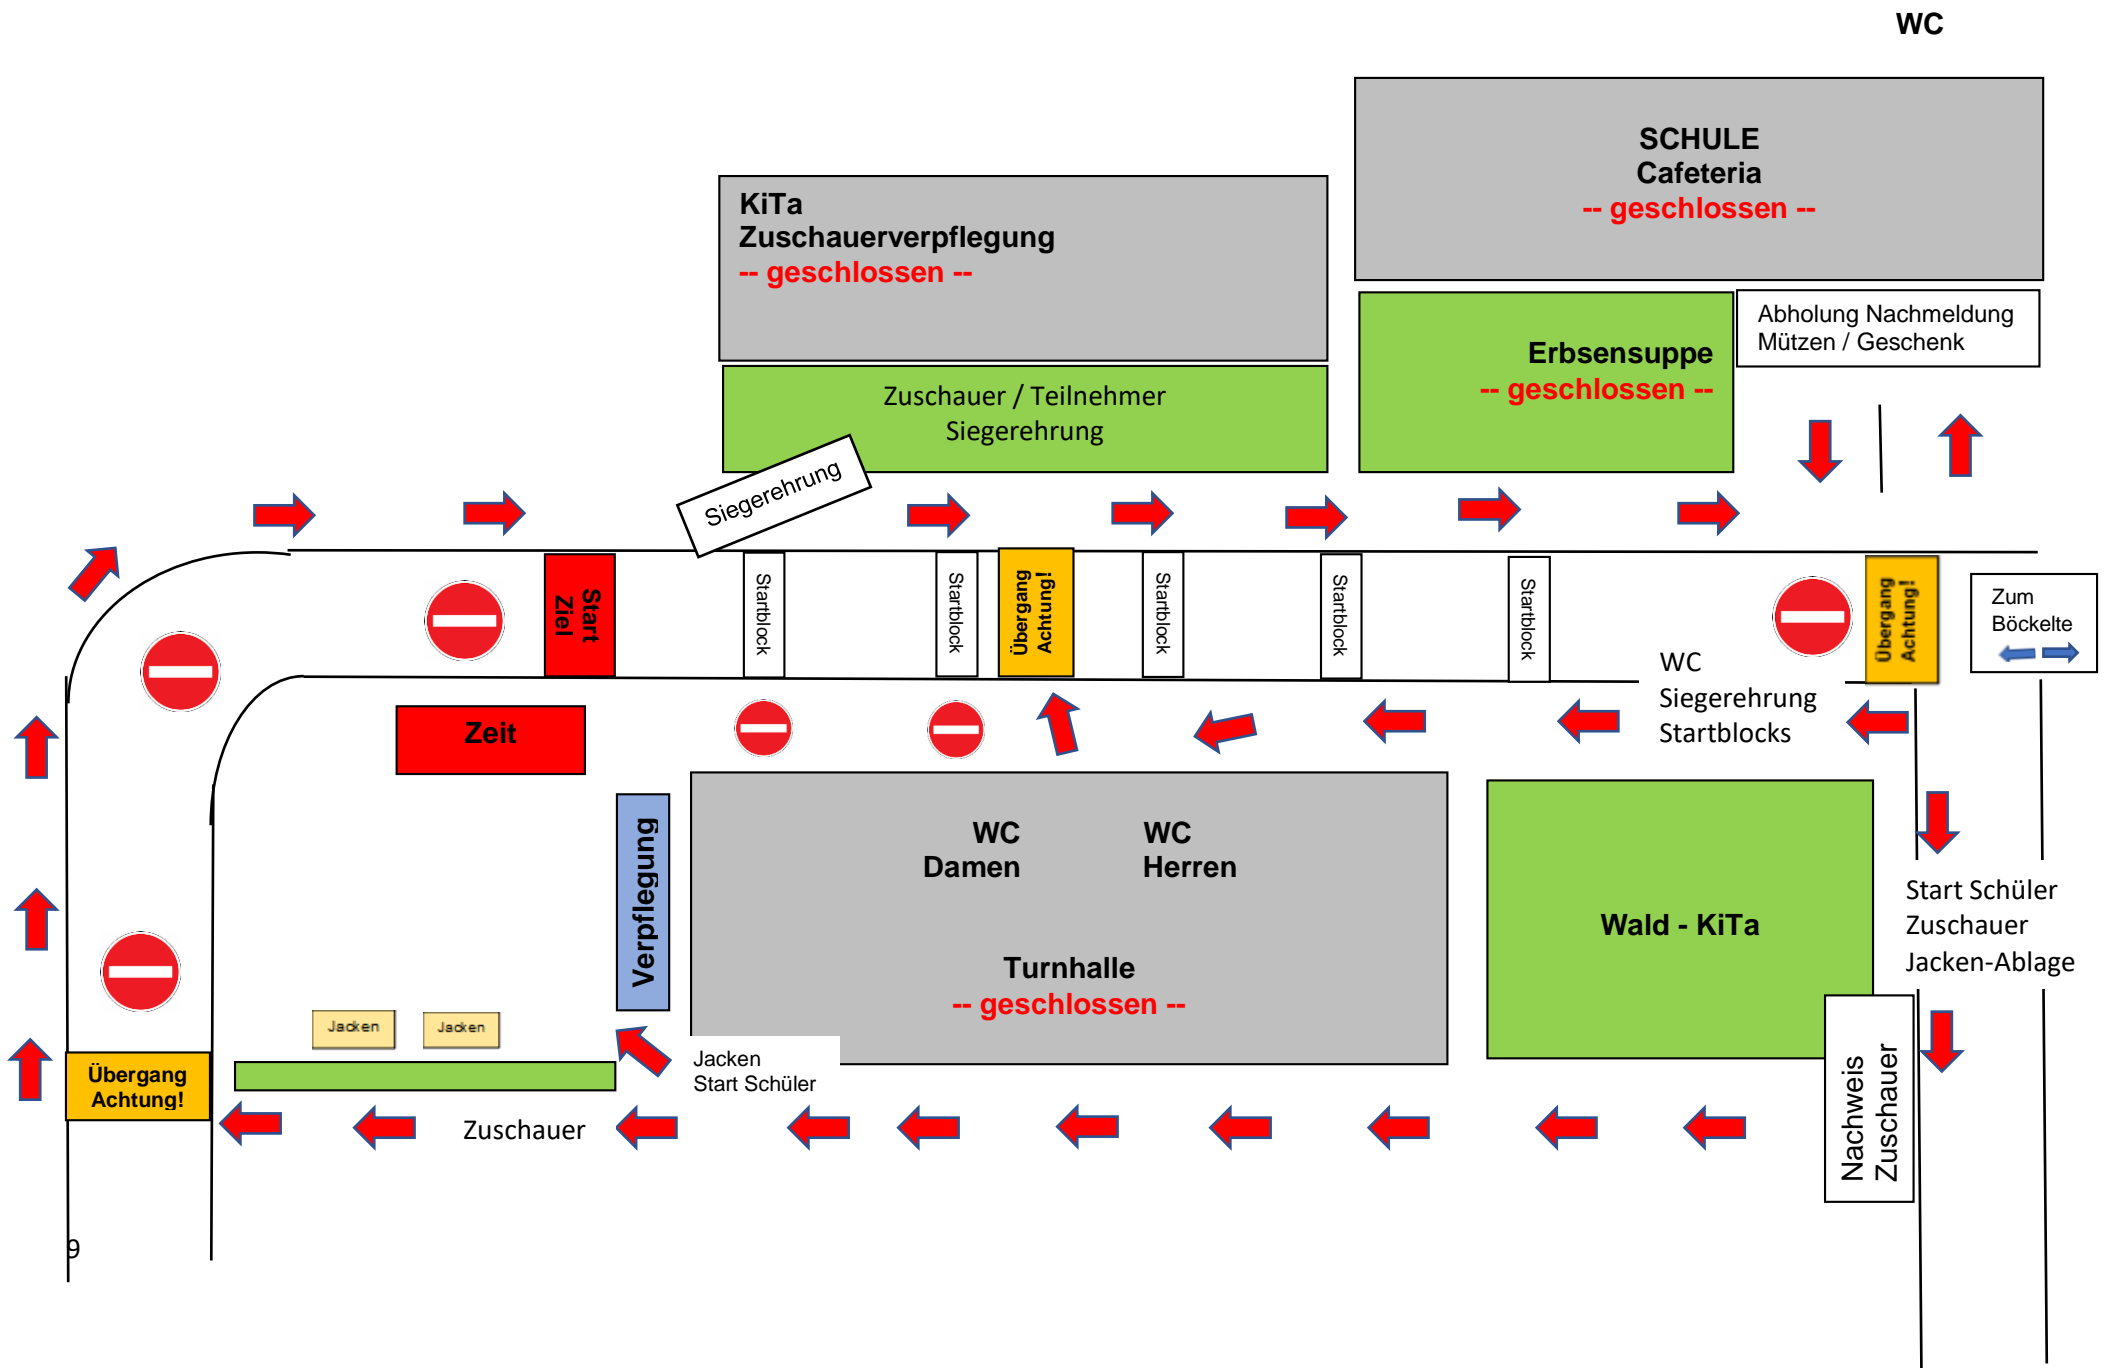 WC
SCHULE
Cafeteria
-- geschlossen --
KiTa
Zuschauerverpflegung
-- geschlossen --
Abholung Nachmeldung
Mützen / Geschenk
Erbsensuppe
-- geschlossen --
Zuschauer / Teilnehmer
Siegerehrung
Siegerehrung
Start
Ziel
Startblock
Startblock
Übergang
Achtung!
Startblock
Startblock
Startblock
Übergang
Achtung!
Zum
Böckelte
WC
Siegerehrung
Startblocks
Zeit
Verpflegung
WC
Damen
WC
Herren
Turnhalle
-- geschlossen --
Wald - KiTa
Start Schüler
Zuschauer
Jacken-Ablage
Jacken
Jacken
Jacken
Start Schüler
Nachweis
Zuschauer
Übergang
Achtung!
Zuschauer
9